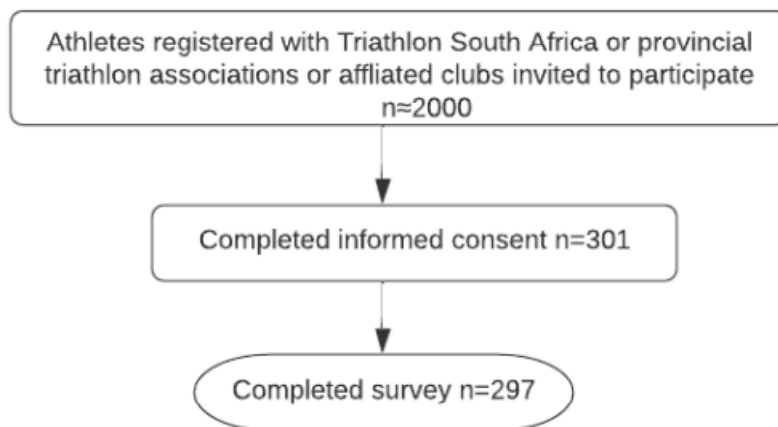 Athletes registered with Triathlon South Africa or provincial
triathlon associations or affliated clubs invited to participate
n≈2000
Completed informed consent n=301
Completed survey n=297